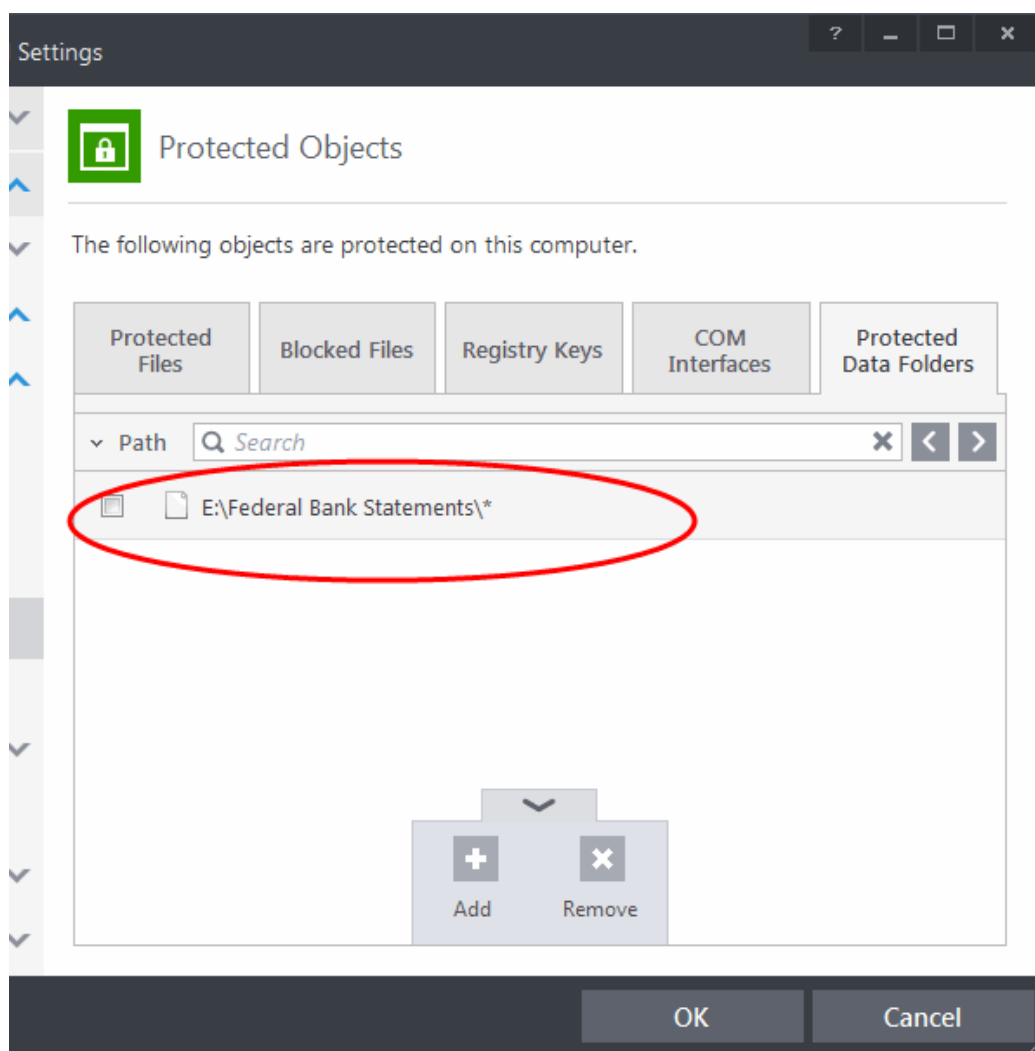 Settings
?
Protected Objects
The following objects are protected on this computer.
Protected
Files
Blocked Files
Registry Keys
COM
Interfaces
Protected
Data Folders
Path
Search
E:\Federal Bank Statements\*
Add
Remove
OK
Cancel